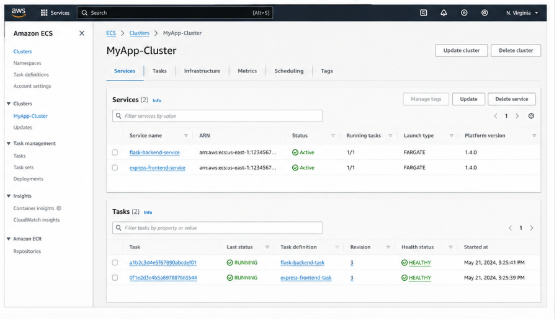 aws Services Search [Alt+S] N. Virginia
Amazon ECS X
Clusters
Namespaces
Task definitions
Account settings
Clusters
MyApp-Cluster
Updates
Task management
Tasks
Task sets
Deployments
Insights
Container insights
CloudWatch insights
Amazon ECR
Repositories
ECS > Clusters > MyApp-Cluster
MyApp-Cluster Update cluster Delete cluster
Services Tasks Infrastructure Metrics Scheduling Tags
Services (2) Info Manage tags Update Delete service
Filter services by value < 1 >
Service name ARN Status Running tasks Launch type Platform version
flask-backend-service arn:aws:ecs:us-east-1:1234567... Active 1/1 FARGATE 1.4.0
express-frontend-service arn:aws:ecs:us-east-1:1234567... Active 1/1 FARGATE 1.4.0
Tasks (2) Info
Filter tasks by property or value < 1 >
Task Last status Task definition Revision Health status Started at
RUNNING flask-backend-task 3 HEALTHY May 21, 2024, 3:25:41 PM
RUNNING express-frontend-task 3 HEALTHY May 21, 2024, 3:25:39 PM